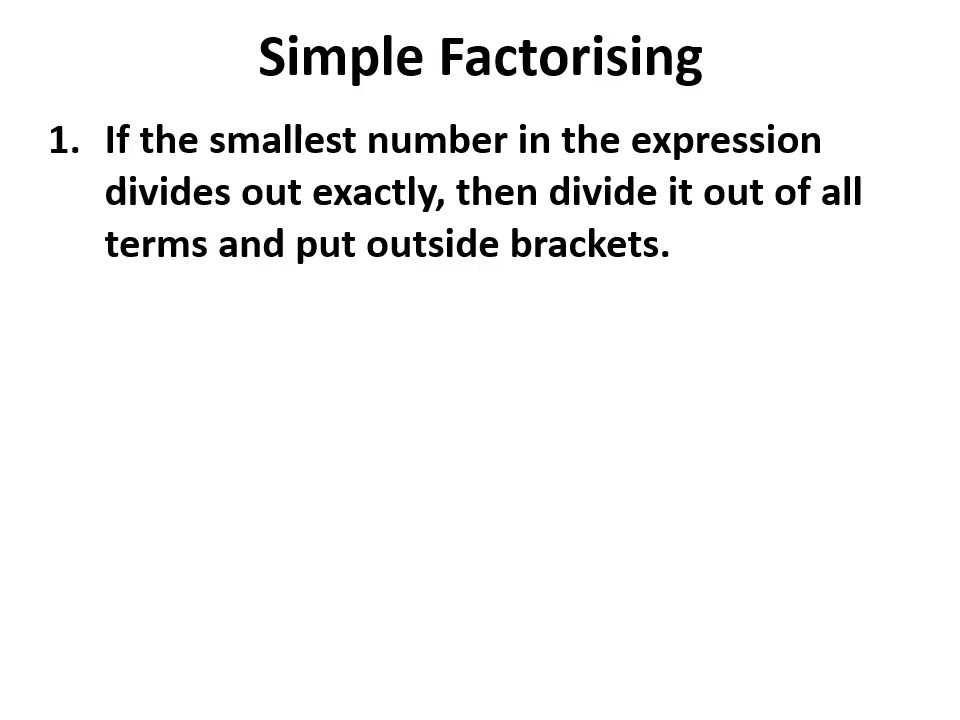 Simple Factorising
1. If the smallest number in the expression
divides out exactly, then divide it out of all
terms and put outside brackets.